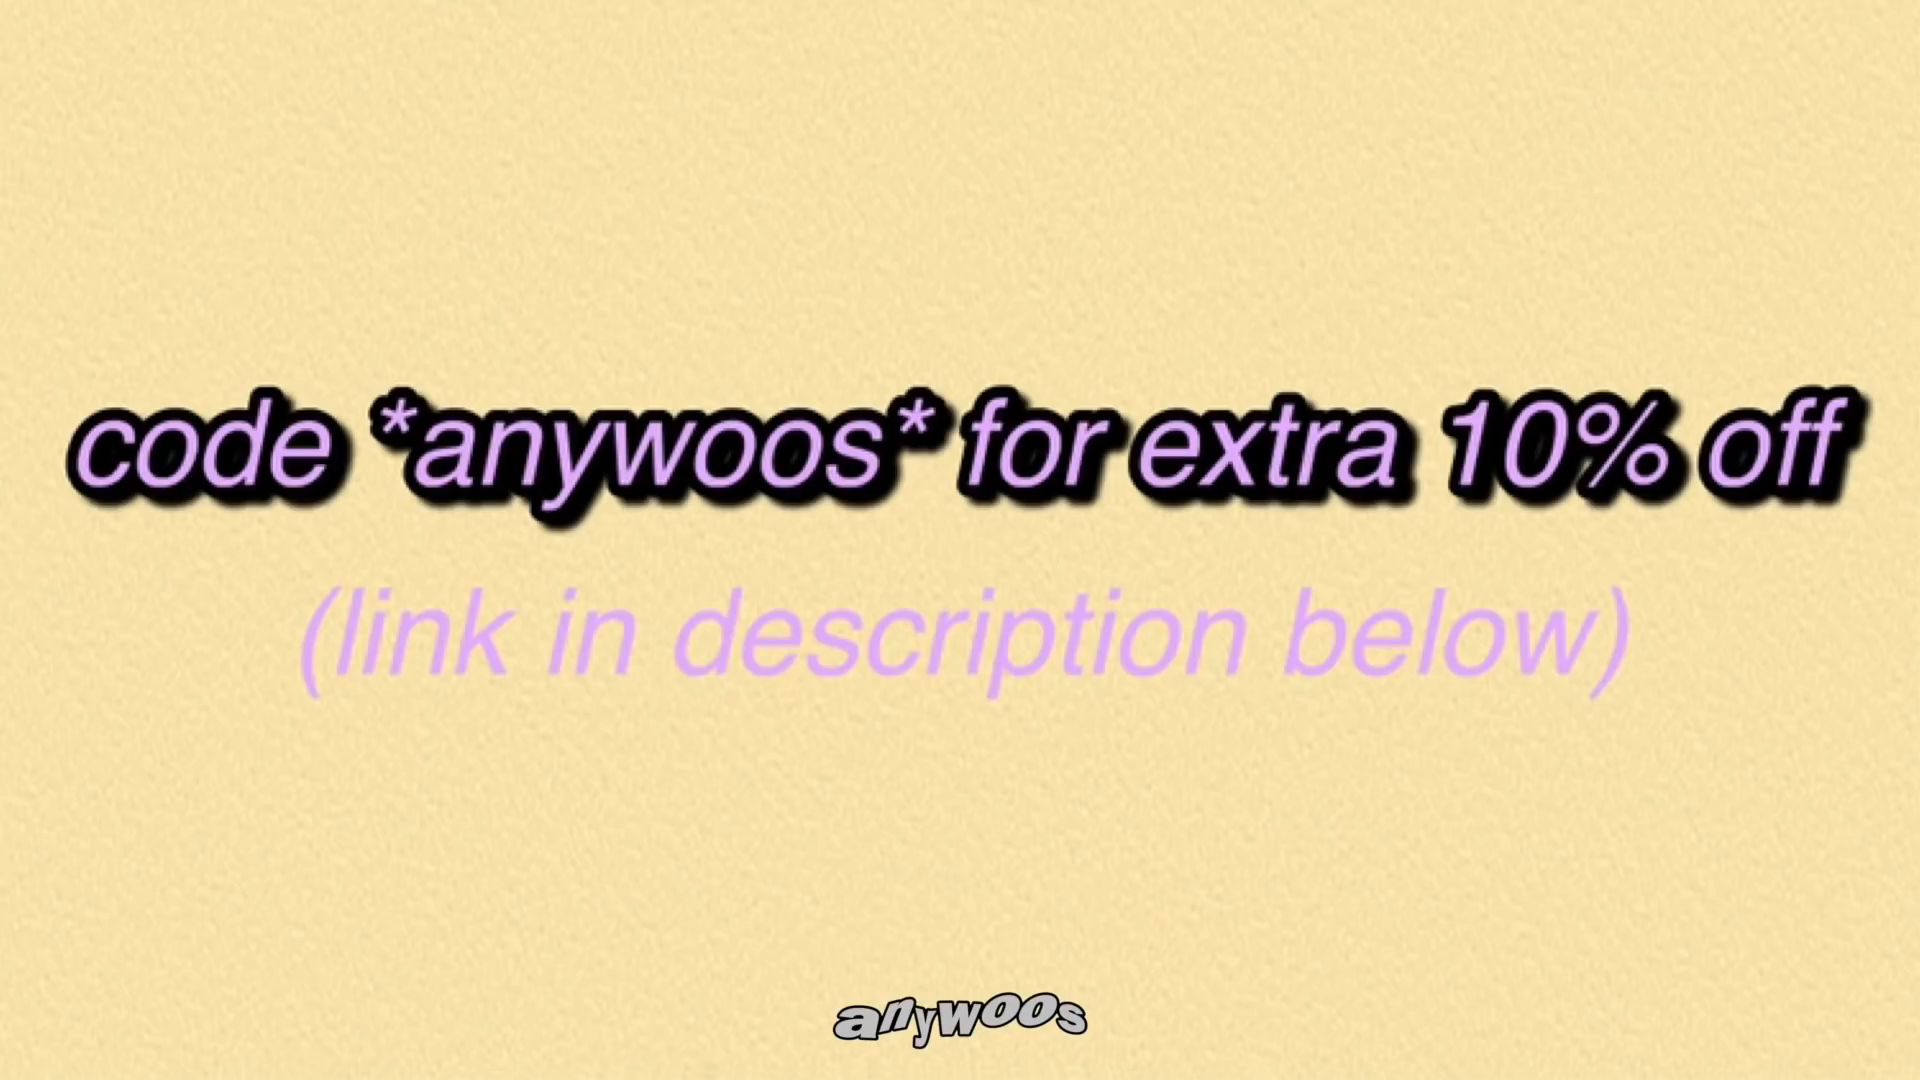 code *anywoos* for extra 10% off
(link in description below)
anywoos